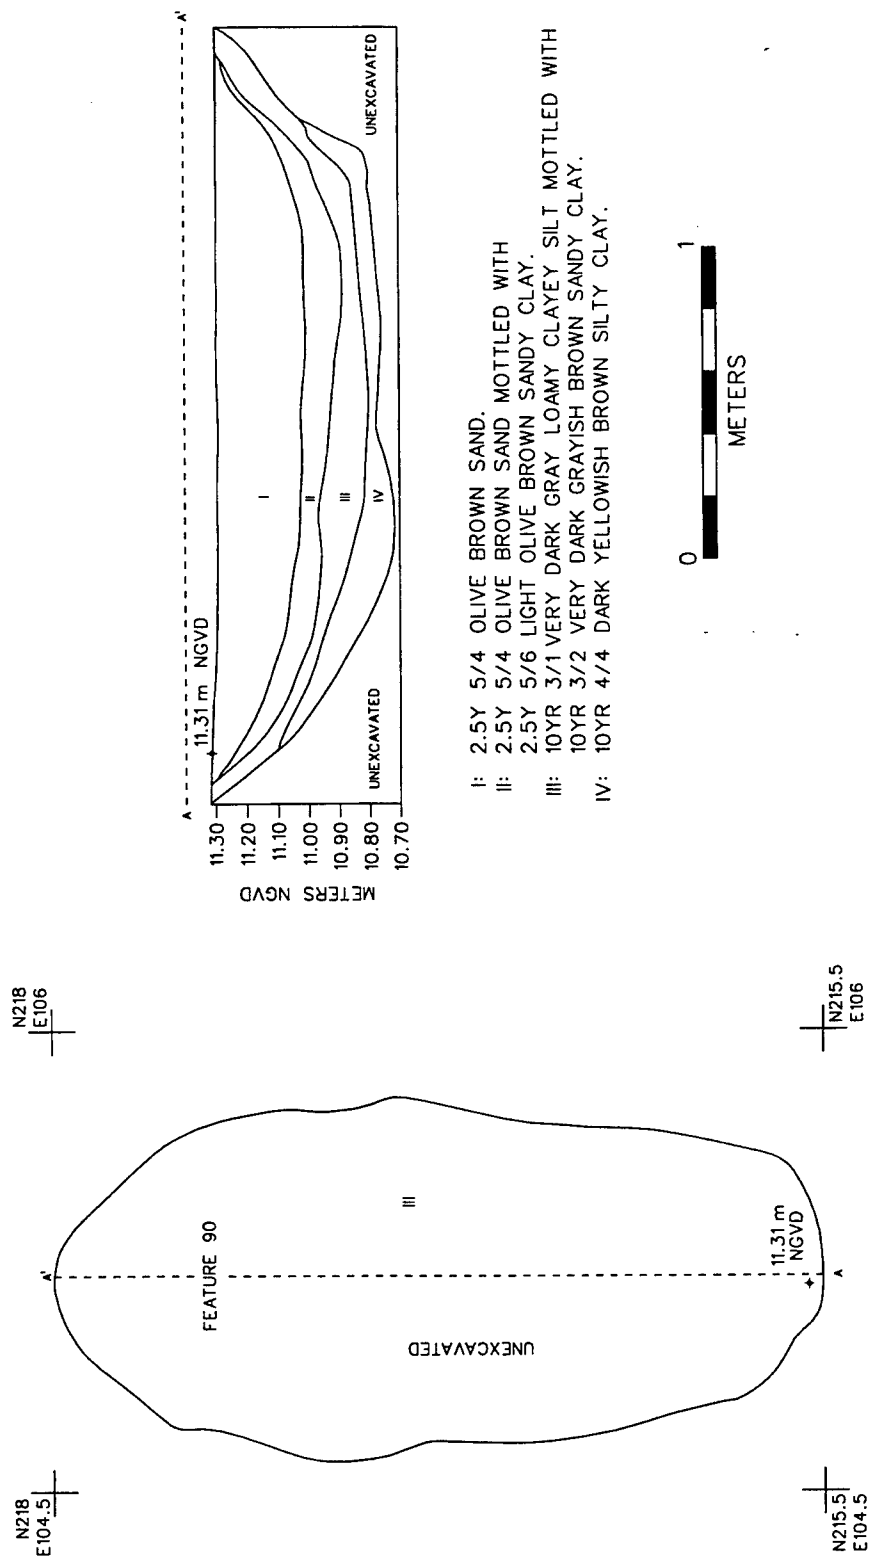 N218
E104.5
N218
E106
A'
FEATURE 90
III
UNEXCAVATED
11.31 m
NGVD
A
N215.5
E104.5
N215.5
E106
A
A'
11.31 m NGVD
METERS NGVD
11.30
11.20
11.10
11.00
10.90
10.80
10.70
I
II
III
IV
UNEXCAVATED
UNEXCAVATED
I: 2.5Y 5/4 OLIVE BROWN SAND.
II: 2.5Y 5/4 OLIVE BROWN SAND MOTTLED WITH
2.5Y 5/6 LIGHT OLIVE BROWN SANDY CLAY.
III: 10YR 3/1 VERY DARK GRAY LOAMY CLAYEY SILT MOTTLED WITH
10YR 3/2 VERY DARK GRAYISH BROWN SANDY CLAY.
IV: 10YR 4/4 DARK YELLOWISH BROWN SILTY CLAY.
0
1
METERS